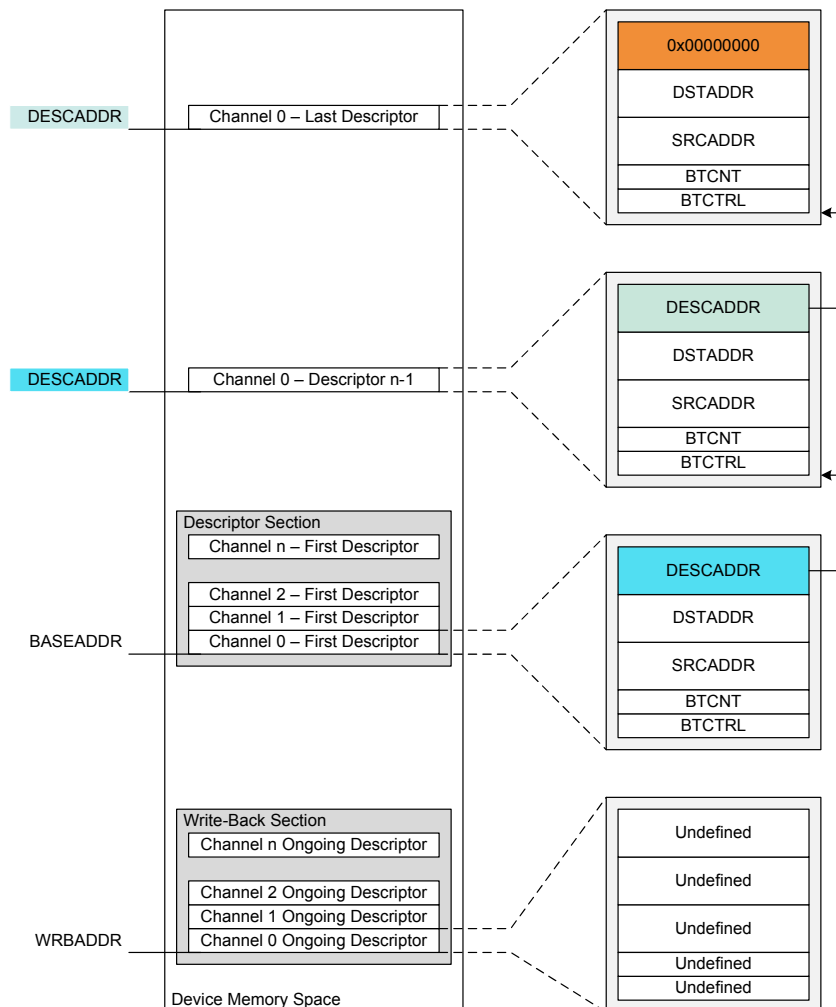 0x00000000
DESCADDR
Channel 0 – Last Descriptor
DSTADDR
SRCADDR
BTCNT
BTCTRL
DESCADDR
DESCADDR
Channel 0 – Descriptor n-1
DSTADDR
SRCADDR
BTCNT
BTCTRL
Descriptor Section
Channel n – First Descriptor
Channel 2 – First Descriptor
Channel 1 – First Descriptor
BASEADDR
Channel 0 – First Descriptor
DESCADDR
DSTADDR
SRCADDR
BTCNT
BTCTRL
Write-Back Section
Channel n Ongoing Descriptor
Channel 2 Ongoing Descriptor
Channel 1 Ongoing Descriptor
WRBADDR
Channel 0 Ongoing Descriptor
Undefined
Undefined
Undefined
Undefined
Undefined
Device Memory Space